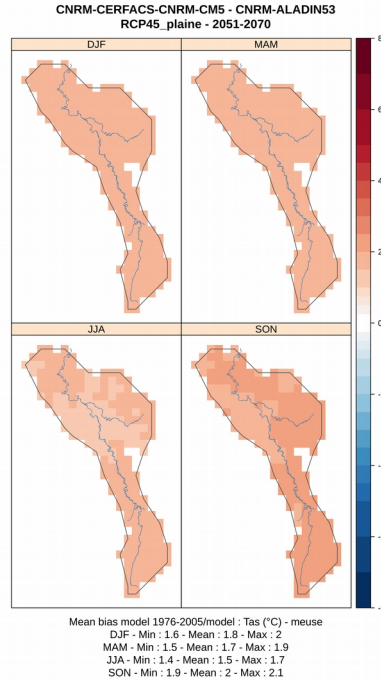 CNRM-CERFACS-CNRM-CM5 - CNRM-ALADIN53
RCP45_plaine - 2051-2070
DJF
MAM
JJA
SON
8
6
4
2
0
-
-
-
-
Mean bias model 1976-2005/model : Tas (°C) - meuse
DJF - Min : 1.6 - Mean : 1.8 - Max : 2
MAM - Min : 1.5 - Mean : 1.7 - Max : 1.9
JJA - Min : 1.4 - Mean : 1.5 - Max : 1.7
SON - Min : 1.9 - Mean : 2 - Max : 2.1